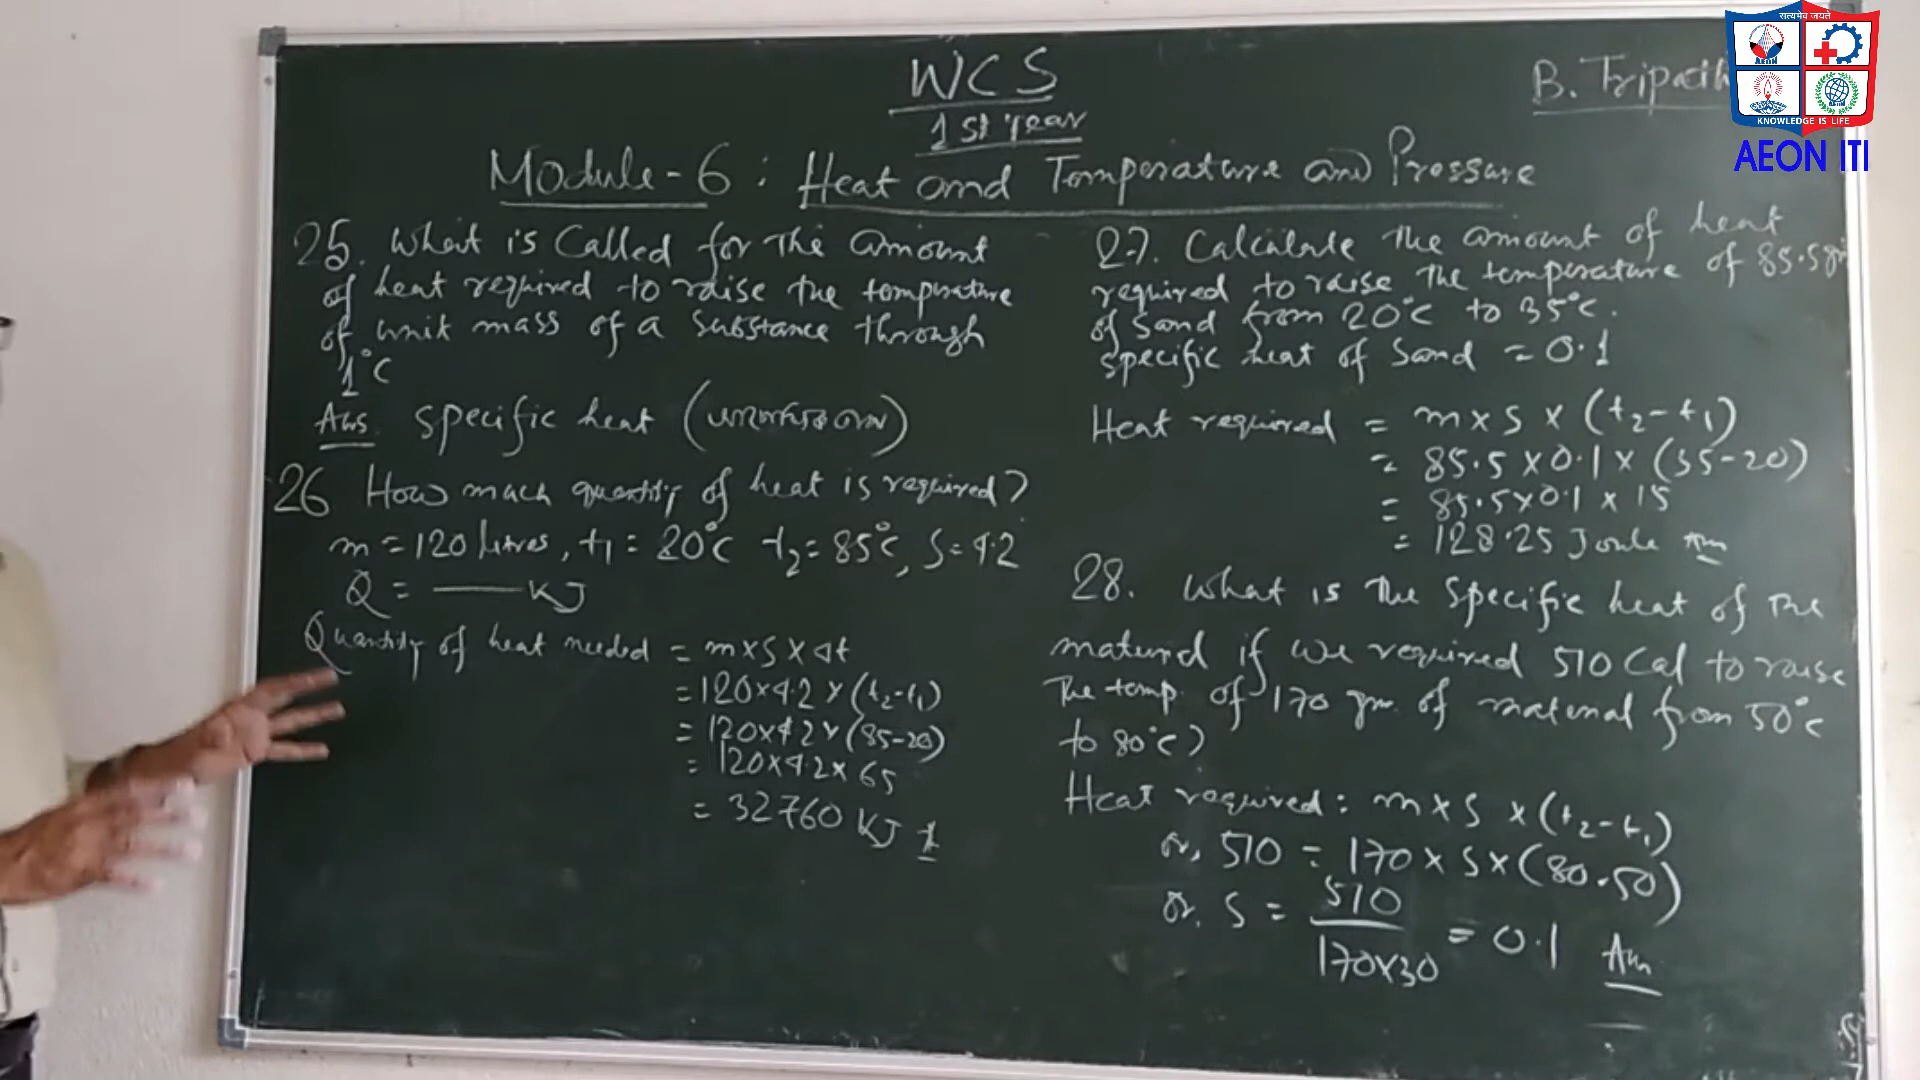 WCS
1st Year
B. Tripathi
सत्यमेव जयते
AEON
KNOWLEDGE IS LIFE
AEON ITI
Module-6 : Heat and Temperature and Pressure
25. What is Called for the amount
of heat required to raise the temperature
of unit mass of a substance through
1°C
Ans. Specific heat
26 How much quantity of heat is required?
m = 120 litres, t1 = 20°C t2 = 85°C, S = 4.2
Q = —— KJ
Quantity of heat needed = m x S x Δt
= 120 x 4.2 x (t2-t1)
= 120 x 4.2 x (85-20)
= 120 x 4.2 x 65
= 32760 KJ
27. Calculate the amount of heat
required to raise the temperature of 85.5
of Sand from 20°C to 35°C.
Specific heat of Sand = 0.1
Heat required = m x S x (t2-t1)
= 85.5 x 0.1 x (35-20)
= 85.5 x 0.1 x 15
= 128.25 Joule Ans
28. What is the Specific heat of the
material if we required 510 Cal to raise
The temp. of 170 gm. of material from 50°C
to 80°C?
Heat required = m x S x (t2-t1)
or, 510 = 170 x S x (80-50)
or, S = 510 / 170x30 = 0.1 Ans